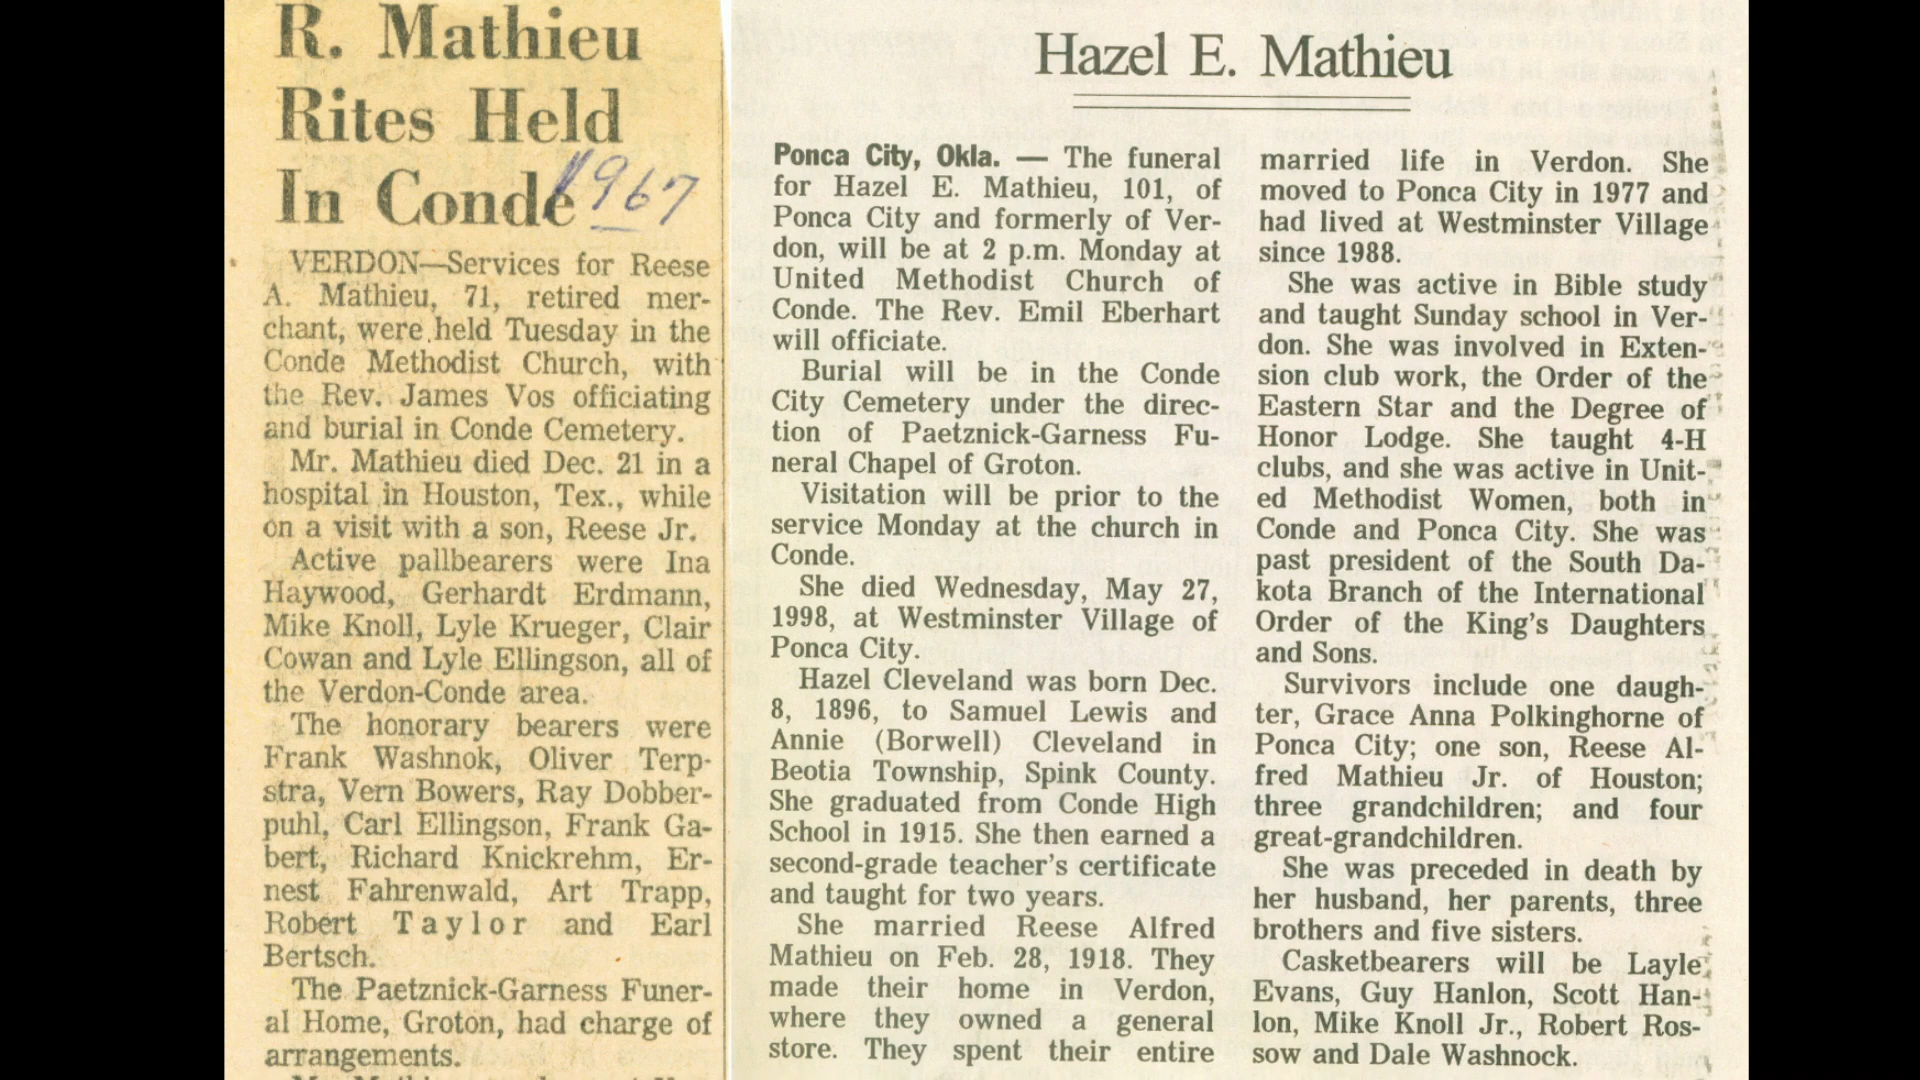 R. Mathieu
Rites Held
In Conde
1967
VERDON—Services for Reese
A. Mathieu, 71, retired mer-
chant, were held Tuesday in the
Conde Methodist Church, with
the Rev. James Vos officiating
and burial in Conde Cemetery.
Mr. Mathieu died Dec. 21 in a
hospital in Houston, Tex., while
on a visit with a son, Reese Jr.
Active pallbearers were Ina
Haywood, Gerhardt Erdmann,
Mike Knoll, Lyle Krueger, Clair
Cowan and Lyle Ellingson, all of
the Verdon-Conde area.
The honorary bearers were
Frank Washnok, Oliver Terp-
stra, Vern Bowers, Ray Dobber-
puhl, Carl Ellingson, Frank Ga-
bert, Richard Knickrehm, Er-
nest Fahrenwald, Art Trapp,
Robert Taylor and Earl
Bertsch.
The Paetznick-Garness Funer-
al Home, Groton, had charge of
arrangements.
Hazel E. Mathieu
Ponca City, Okla. — The funeral
for Hazel E. Mathieu, 101, of
Ponca City and formerly of Ver-
don, will be at 2 p.m. Monday at
United Methodist Church of
Conde. The Rev. Emil Eberhart
will officiate.
Burial will be in the Conde
City Cemetery under the direc-
tion of Paetznick-Garness Fu-
neral Chapel of Groton.
Visitation will be prior to the
service Monday at the church in
Conde.
She died Wednesday, May 27,
1998, at Westminster Village of
Ponca City.
Hazel Cleveland was born Dec.
8, 1896, to Samuel Lewis and
Annie (Borwell) Cleveland in
Beotia Township, Spink County.
She graduated from Conde High
School in 1915. She then earned a
second-grade teacher's certificate
and taught for two years.
She married Reese Alfred
Mathieu on Feb. 28, 1918. They
made their home in Verdon,
where they owned a general
store. They spent their entire
married life in Verdon. She
moved to Ponca City in 1977 and
had lived at Westminster Village
since 1988.
She was active in Bible study
and taught Sunday school in Ver-
don. She was involved in Exten-
sion club work, the Order of the
Eastern Star and the Degree of
Honor Lodge. She taught 4-H
clubs, and she was active in Unit-
ed Methodist Women, both in
Conde and Ponca City. She was
past president of the South Da-
kota Branch of the International
Order of the King's Daughters
and Sons.
Survivors include one daugh-
ter, Grace Anna Polkinghorne of
Ponca City; one son, Reese Al-
fred Mathieu Jr. of Houston;
three grandchildren; and four
great-grandchildren.
She was preceded in death by
her husband, her parents, three
brothers and five sisters.
Casketbearers will be Layle
Evans, Guy Hanlon, Scott Han-
lon, Mike Knoll Jr., Robert Ros-
sow and Dale Washnock.